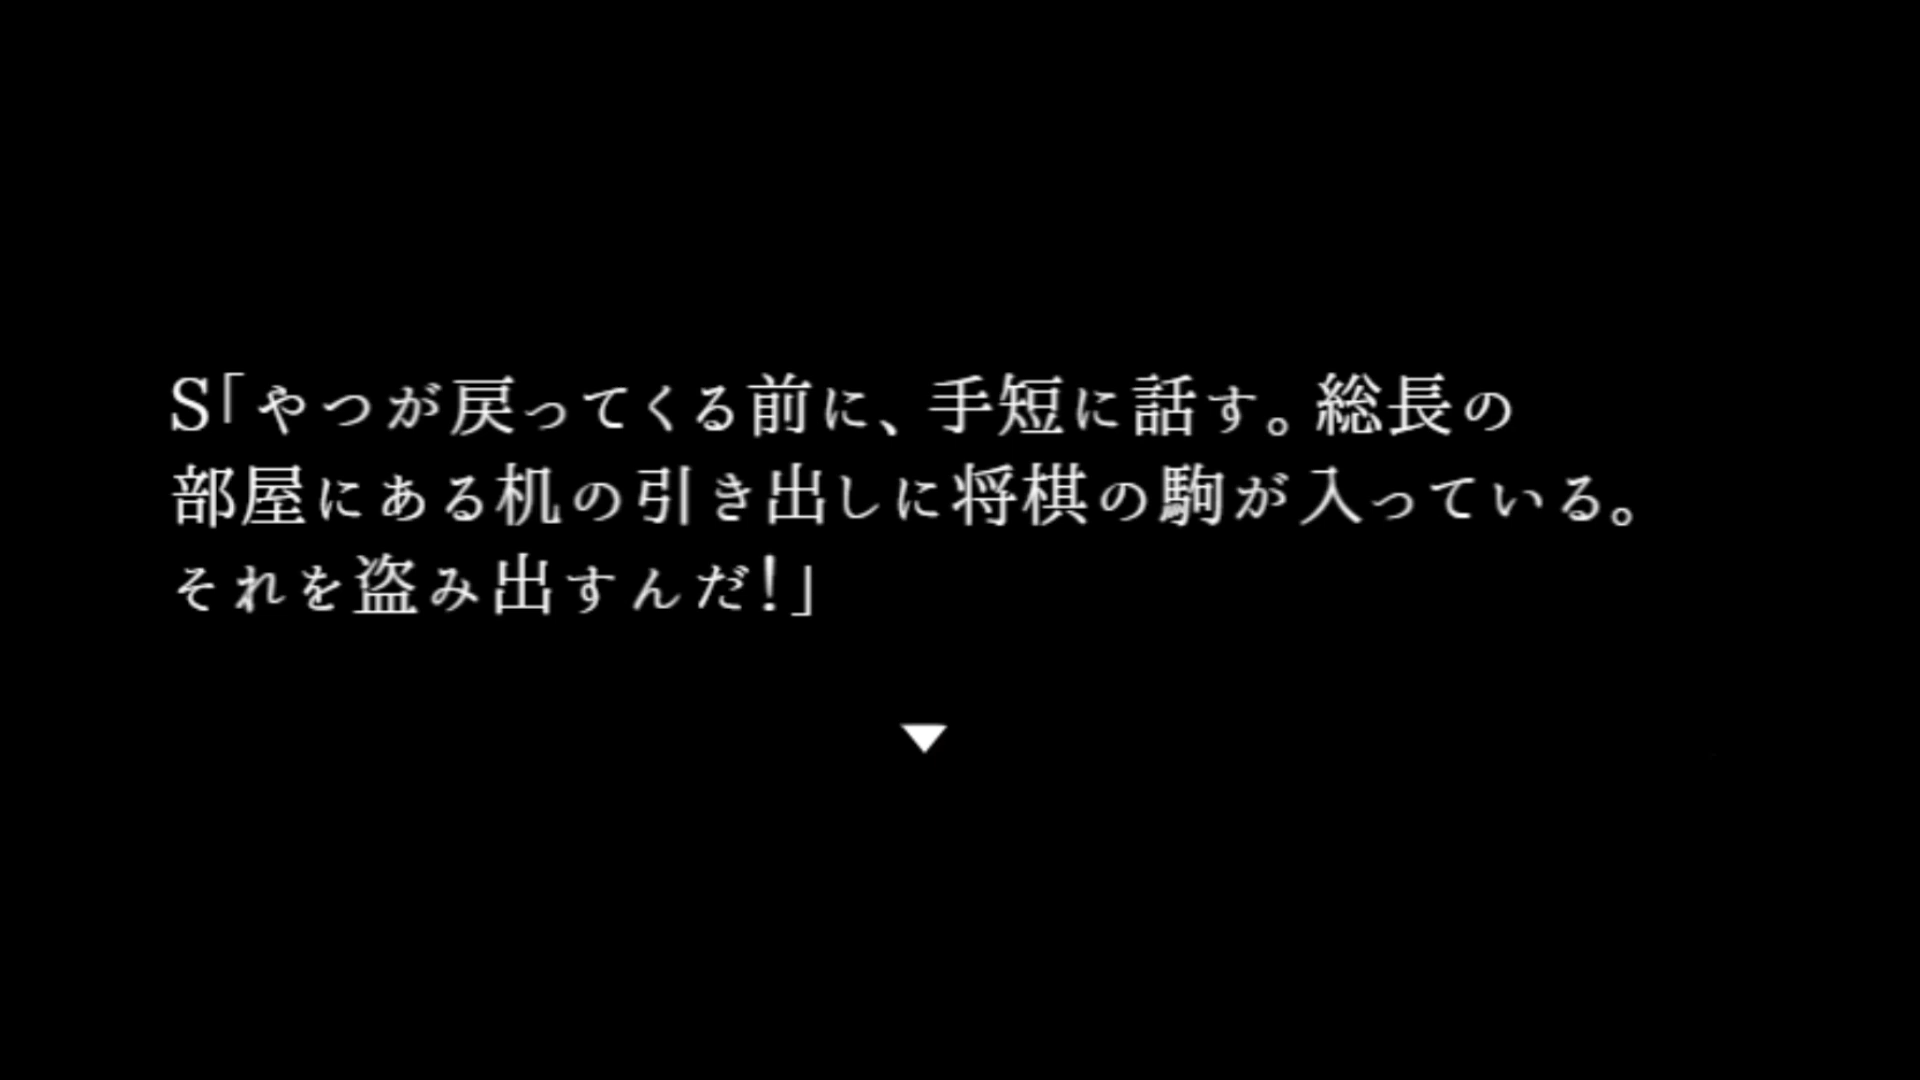 S「やつが戻ってくる前に、手短に話す。総長の
部屋にある机の引き出しに将棋の駒が入っている。
それを盗み出すんだ！」